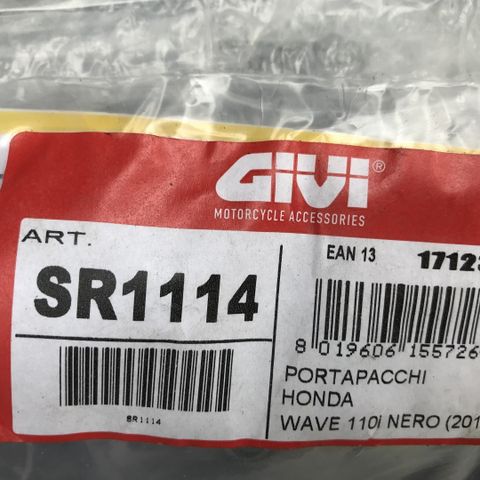 GIVI®
MOTORCYCLE ACCESSORIES
ART.
SR1114
SR1114
EAN 13
17123
8 019606 155726
PORTAPACCHI
HONDA
WAVE 110i NERO (201